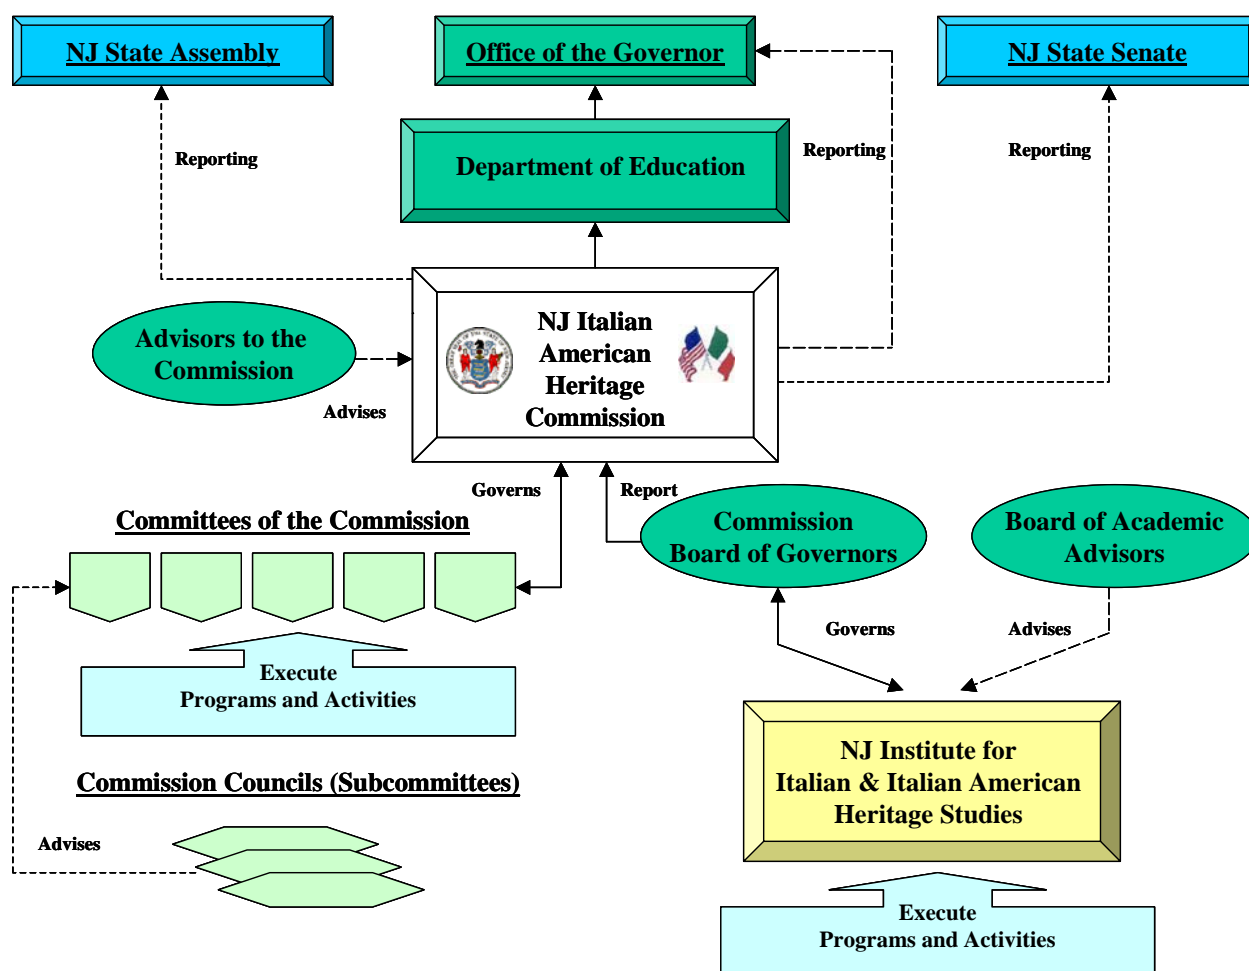 NJ State Assembly
Office of the Governor
NJ State Senate
Reporting
Department of Education
Reporting
Reporting
Advisors to the
Commission
Advises
NJ Italian
American
Heritage
Commission
Governs
Report
Committees of the Commission
Commission
Board of Governors
Board of Academic
Advisors
Governs
Advises
Execute
Programs and Activities
Commission Councils (Subcommittees)
Advises
NJ Institute for
Italian & Italian American
Heritage Studies
Execute
Programs and Activities